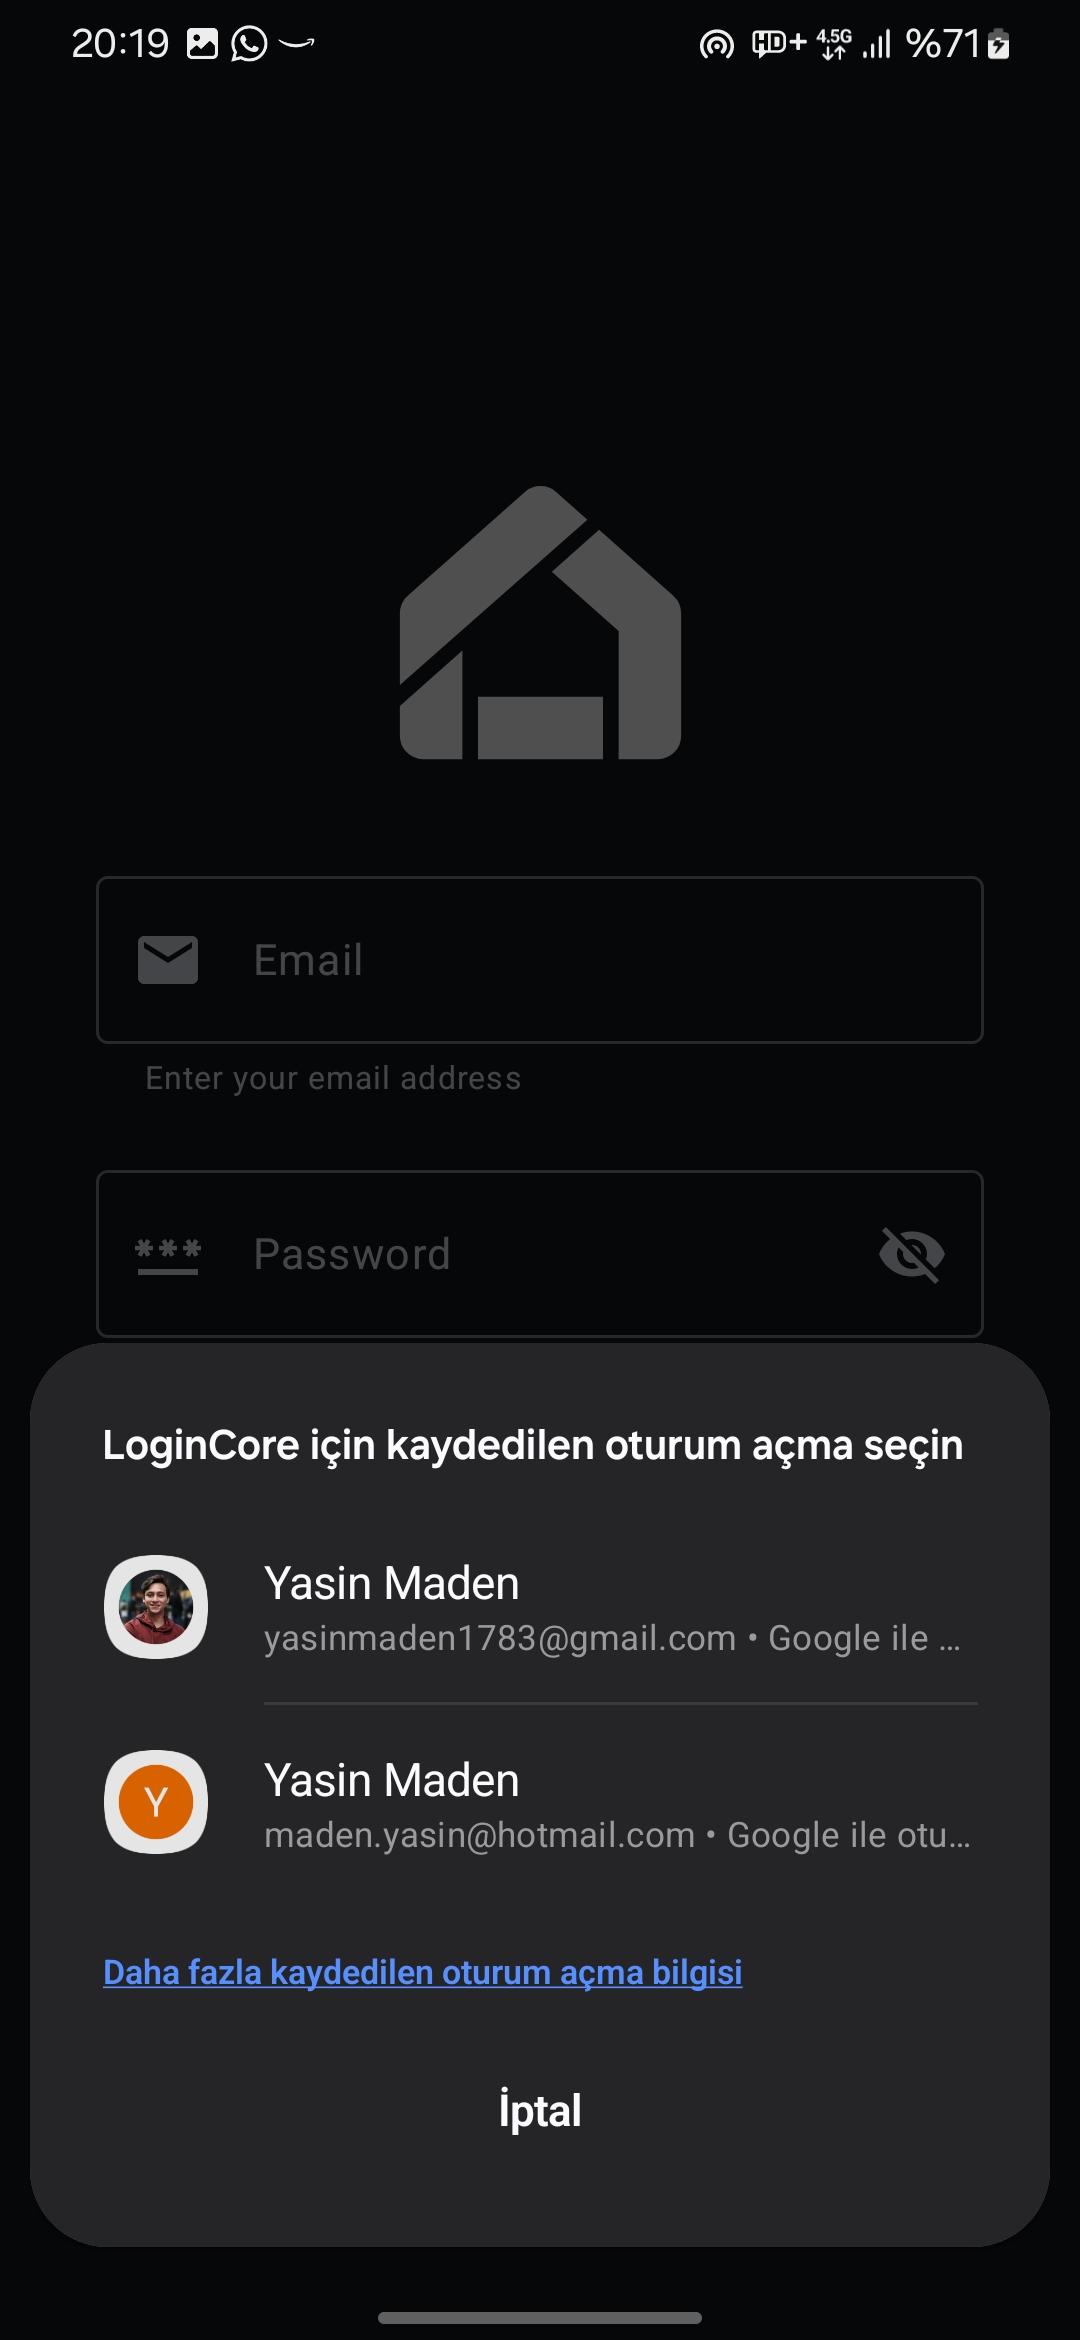 20:19
HD+ 4.5G %71
Email
Enter your email address
*** Password
LoginCore için kaydedilen oturum açma seçin
Yasin Maden
yasinmaden1783@gmail.com • Google ile ...
Y
Yasin Maden
maden.yasin@hotmail.com • Google ile otu...
Daha fazla kaydedilen oturum açma bilgisi
İptal